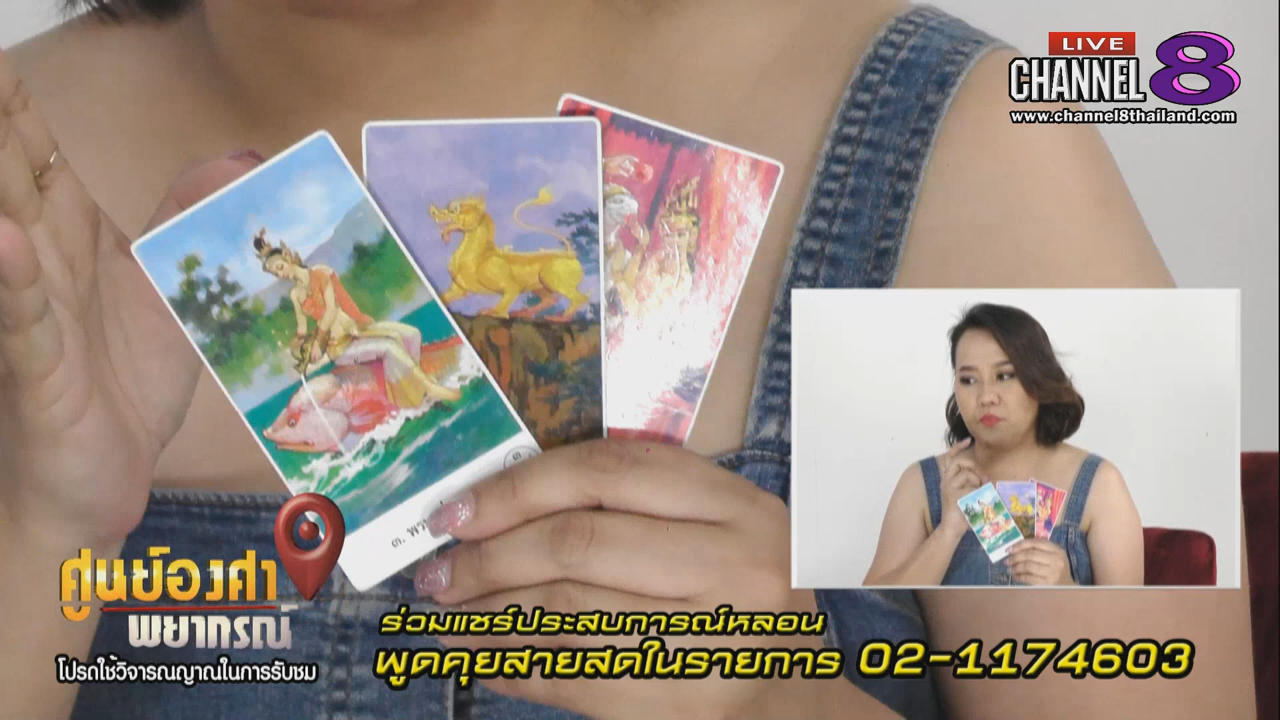 LIVE
CHANNEL 8
www.channel8thailand.com
ศูนย์องศา
พยากรณ์
โปรดใช้วิจารณญาณในการรับชม
ร่วมแชร์ประสบการณ์หลอน
พูดคุยสายสดในรายการ 02-1174603
๓. พระ